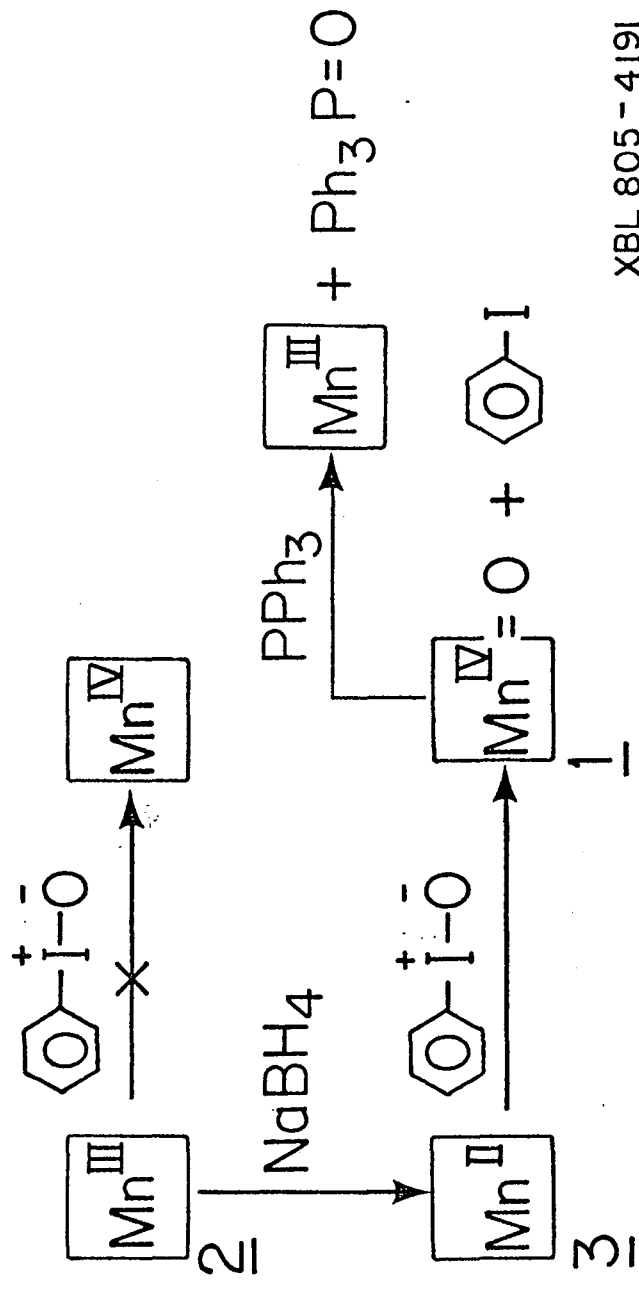 + -
I-O
Mn III
Mn IV
2
NaBH4
PPh3
Mn III + Ph3P=O
+ -
I-O
Mn II
Mn IV = O + I
3
1
XBL 805-4191